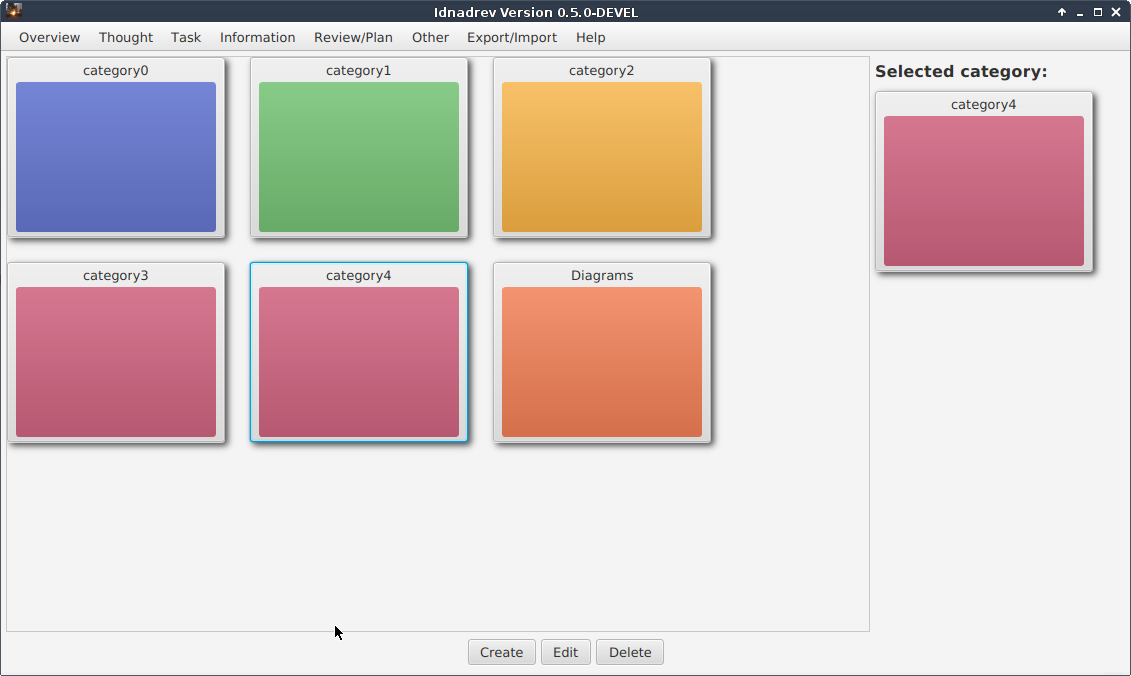 Idnadrev Version 0.5.0-DEVEL
Overview Thought Task Information Review/Plan Other Export/Import Help
category0 category1 category2
Selected category:
category4
category3 category4 Diagrams
Create Edit Delete